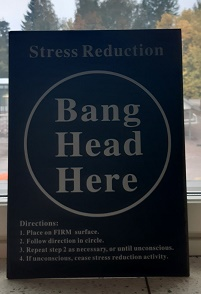 Stress Reduction
Bang
Head
Here
Directions:
1. Place on FIRM surface.
2. Follow direction in circle.
3. Repeat step 2 as necessary, or until unconscious.
4. If unconscious, cease stress reduction activity.